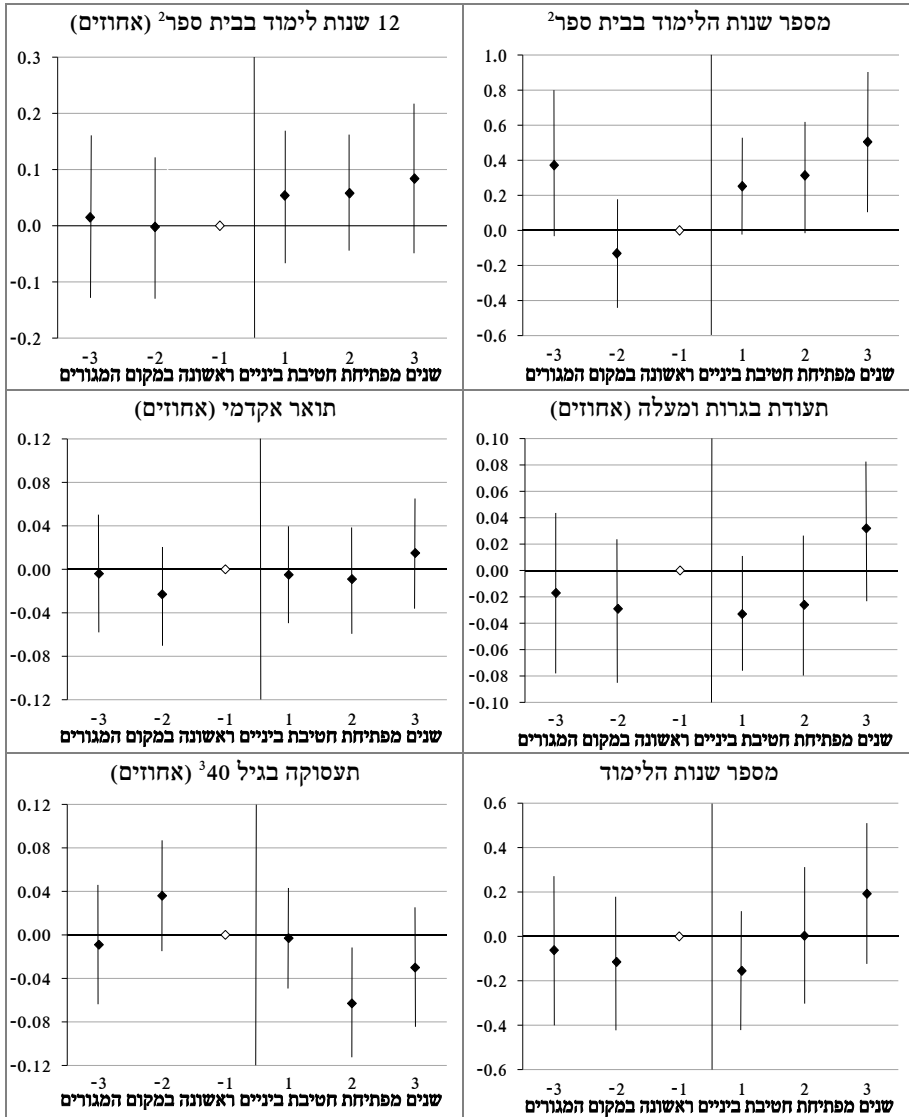 מספר שנות הלימוד בבית ספר²
1.0
0.8
0.6
0.4
0.2
0.0
-0.2
-0.4
-0.6
-3 -2 -1 1 2 3
שנים מפתיחת חטיבת ביניים ראשונה במקום המגורים
12 שנות לימוד בבית ספר² (אחוזים)
0.3
0.2
0.1
0.0
-0.1
-0.2
-3 -2 -1 1 2 3
שנים מפתיחת חטיבת ביניים ראשונה במקום המגורים
תעודת בגרות ומעלה (אחוזים)
0.10
0.08
0.06
0.04
0.02
0.00
-0.02
-0.04
-0.06
-0.08
-0.10
-3 -2 -1 1 2 3
שנים מפתיחת חטיבת ביניים ראשונה במקום המגורים
תואר אקדמי (אחוזים)
0.12
0.08
0.04
0.00
-0.04
-0.08
-0.12
-3 -2 -1 1 2 3
שנים מפתיחת חטיבת ביניים ראשונה במקום המגורים
מספר שנות הלימוד
0.6
0.4
0.2
0.0
-0.2
-0.4
-0.6
-3 -2 -1 1 2 3
שנים מפתיחת חטיבת ביניים ראשונה במקום המגורים
תעסוקה בגיל 40³ (אחוזים)
0.12
0.08
0.04
0.00
-0.04
-0.08
-0.12
-3 -2 -1 1 2 3
שנים מפתיחת חטיבת ביניים ראשונה במקום המגורים